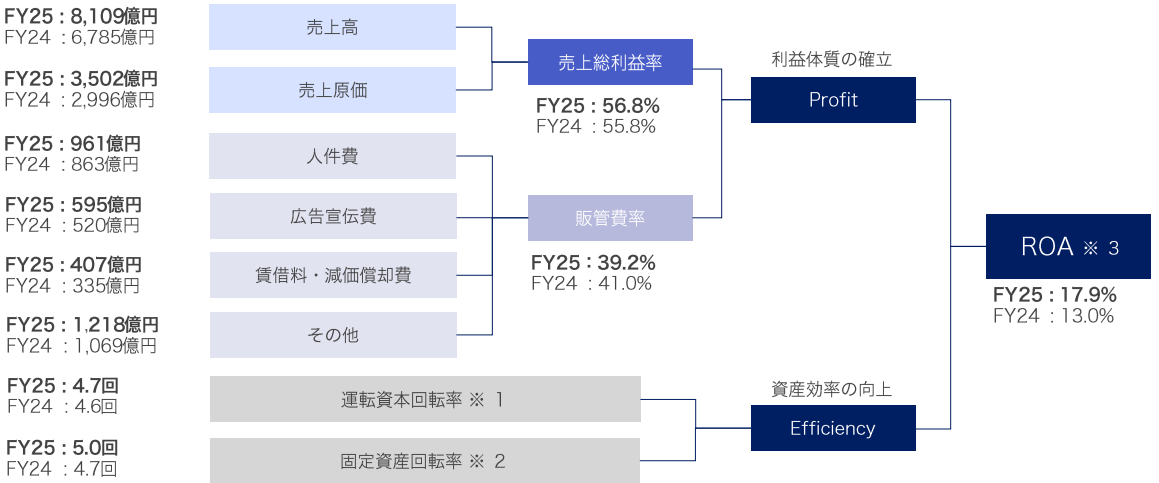 FY25 : 8,109億円
FY24 : 6,785億円
売上高
FY25 : 3,502億円
FY24 : 2,996億円
売上原価
売上総利益率
FY25 : 56.8%
FY24 : 55.8%
利益体質の確立
Profit
FY25 : 961億円
FY24 : 863億円
人件費
FY25 : 595億円
FY24 : 520億円
広告宣伝費
販管費率
FY25 : 39.2%
FY24 : 41.0%
FY25 : 407億円
FY24 : 335億円
賃借料・減価償却費
FY25 : 1,218億円
FY24 : 1,069億円
その他
ROA ※ 3
FY25 : 17.9%
FY24 : 13.0%
FY25 : 4.7回
FY24 : 4.6回
運転資本回転率 ※ 1
資産効率の向上
Efficiency
FY25 : 5.0回
FY24 : 4.7回
固定資産回転率 ※ 2